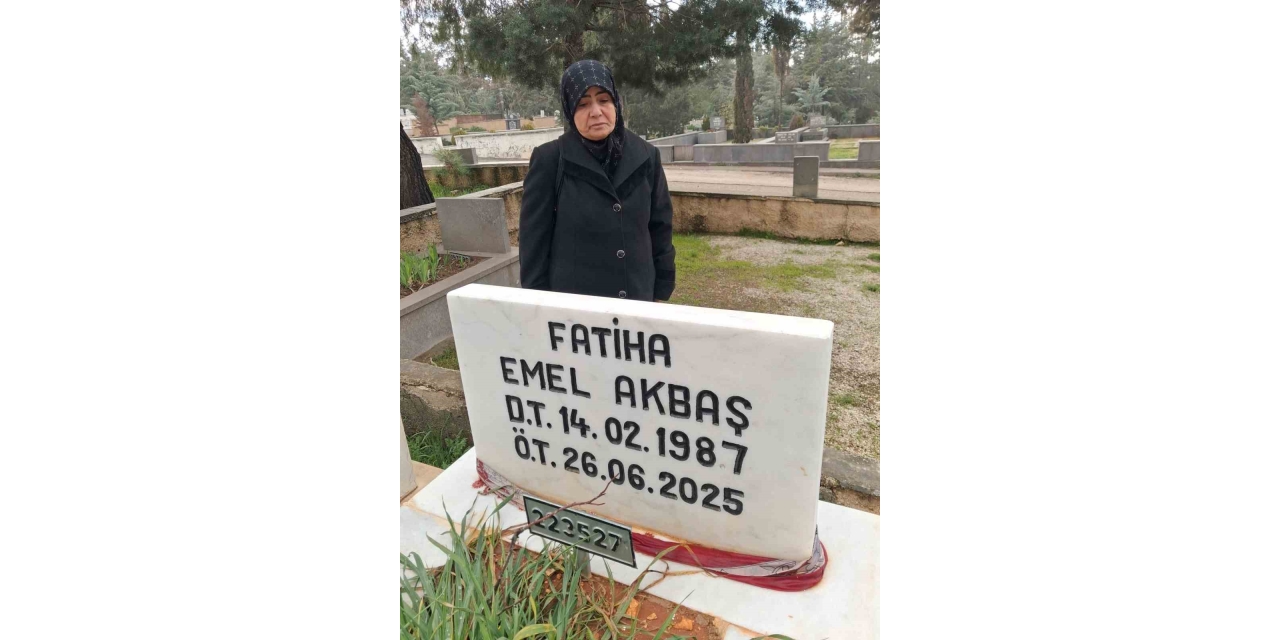 FATİHA
EMEL AKBAŞ
D.T. 14.02.1987
Ö.T. 26.06.2025
223527